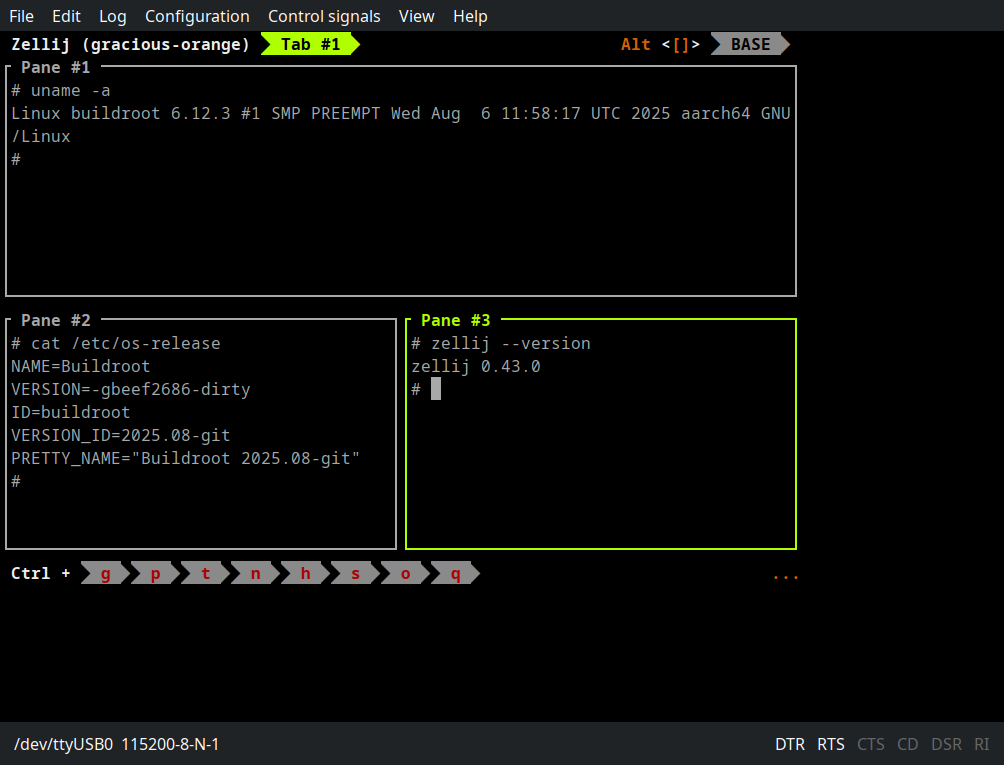 File Edit Log Configuration Control signals View Help
Zellij (gracious-orange) Tab #1 Alt <[]> BASE
Pane #1
# uname -a
Linux buildroot 6.12.3 #1 SMP PREEMPT Wed Aug  6 11:58:17 UTC 2025 aarch64 GNU
/Linux
#
Pane #2
# cat /etc/os-release
NAME=Buildroot
VERSION=-gbeef2686-dirty
ID=buildroot
VERSION_ID=2025.08-git
PRETTY_NAME="Buildroot 2025.08-git"
#
Pane #3
# zellij --version
zellij 0.43.0
#
Ctrl + g p t n h s o q ...
/dev/ttyUSB0 115200-8-N-1 DTR RTS CTS CD DSR RI